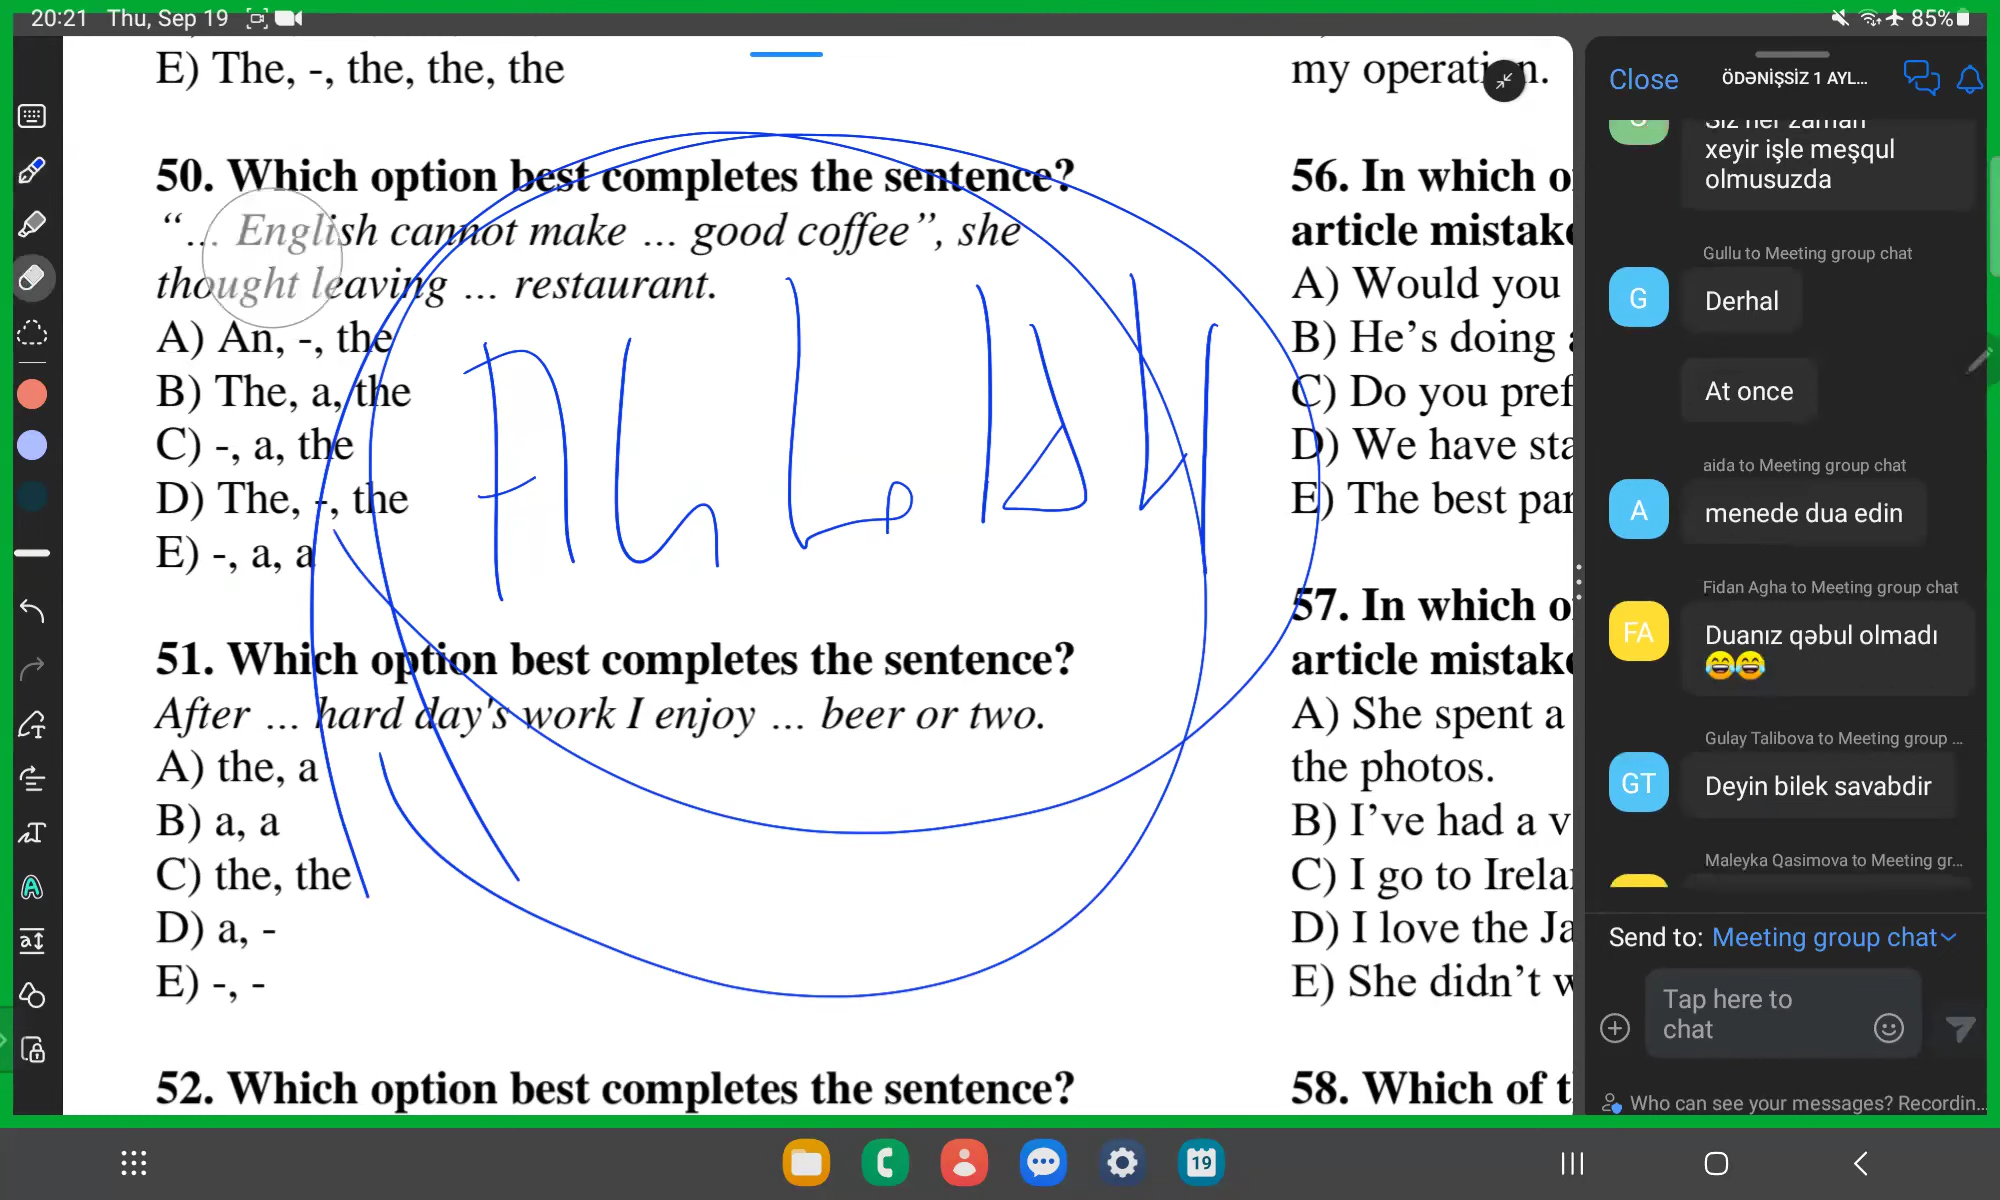 20:21 Thu, Sep 19
85%
E) The, -, the, the, the
50. Which option best completes the sentence?
“... English cannot make ... good coffee”, she
thought leaving ... restaurant.
A) An, -, the
B) The, a, the
C) -, a, the
D) The, -, the
E) -, a, a
51. Which option best completes the sentence?
After ... hard day's work I enjoy ... beer or two.
A) the, a
B) a, a
C) the, the
D) a, -
E) -, -
52. Which option best completes the sentence?
my operation.
56. In which o
article mistake
A) Would you
B) He’s doing
C) Do you pref
D) We have sta
E) The best par
57. In which o
article mistake
A) She spent a
the photos.
B) I’ve had a v
C) I go to Irela
D) I love the Ja
E) She didn’t w
58. Which of t
Close
ÖDƏNİŞSİZ 1 AYL...
Siz her zaman
xeyir işle meşqul
olmusuzda
Gullu to Meeting group chat
G
Derhal
At once
aida to Meeting group chat
A
menede dua edin
Fidan Agha to Meeting group chat
FA
Duanız qəbul olmadı
😂😂
Gulay Talibova to Meeting group ...
GT
Deyin bilek savabdir
Maleyka Qasimova to Meeting gr...
Send to: Meeting group chat
Tap here to
chat
Who can see your messages? Recordin...
19